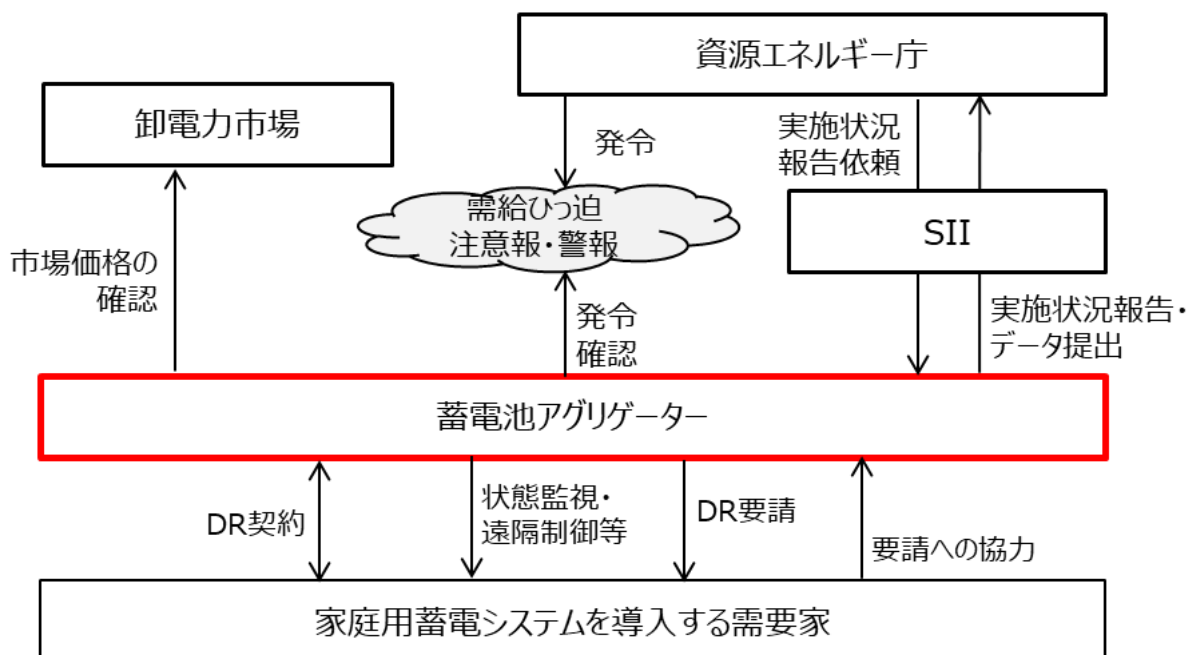 資源エネルギー庁
卸電力市場
発令
実施状況
報告依頼
需給ひっ迫
注意報・警報
SII
市場価格の
確認
発令
確認
実施状況報告・
データ提出
蓄電池アグリゲーター
DR契約
状態監視・
遠隔制御等
DR要請
要請への協力
家庭用蓄電システムを導入する需要家